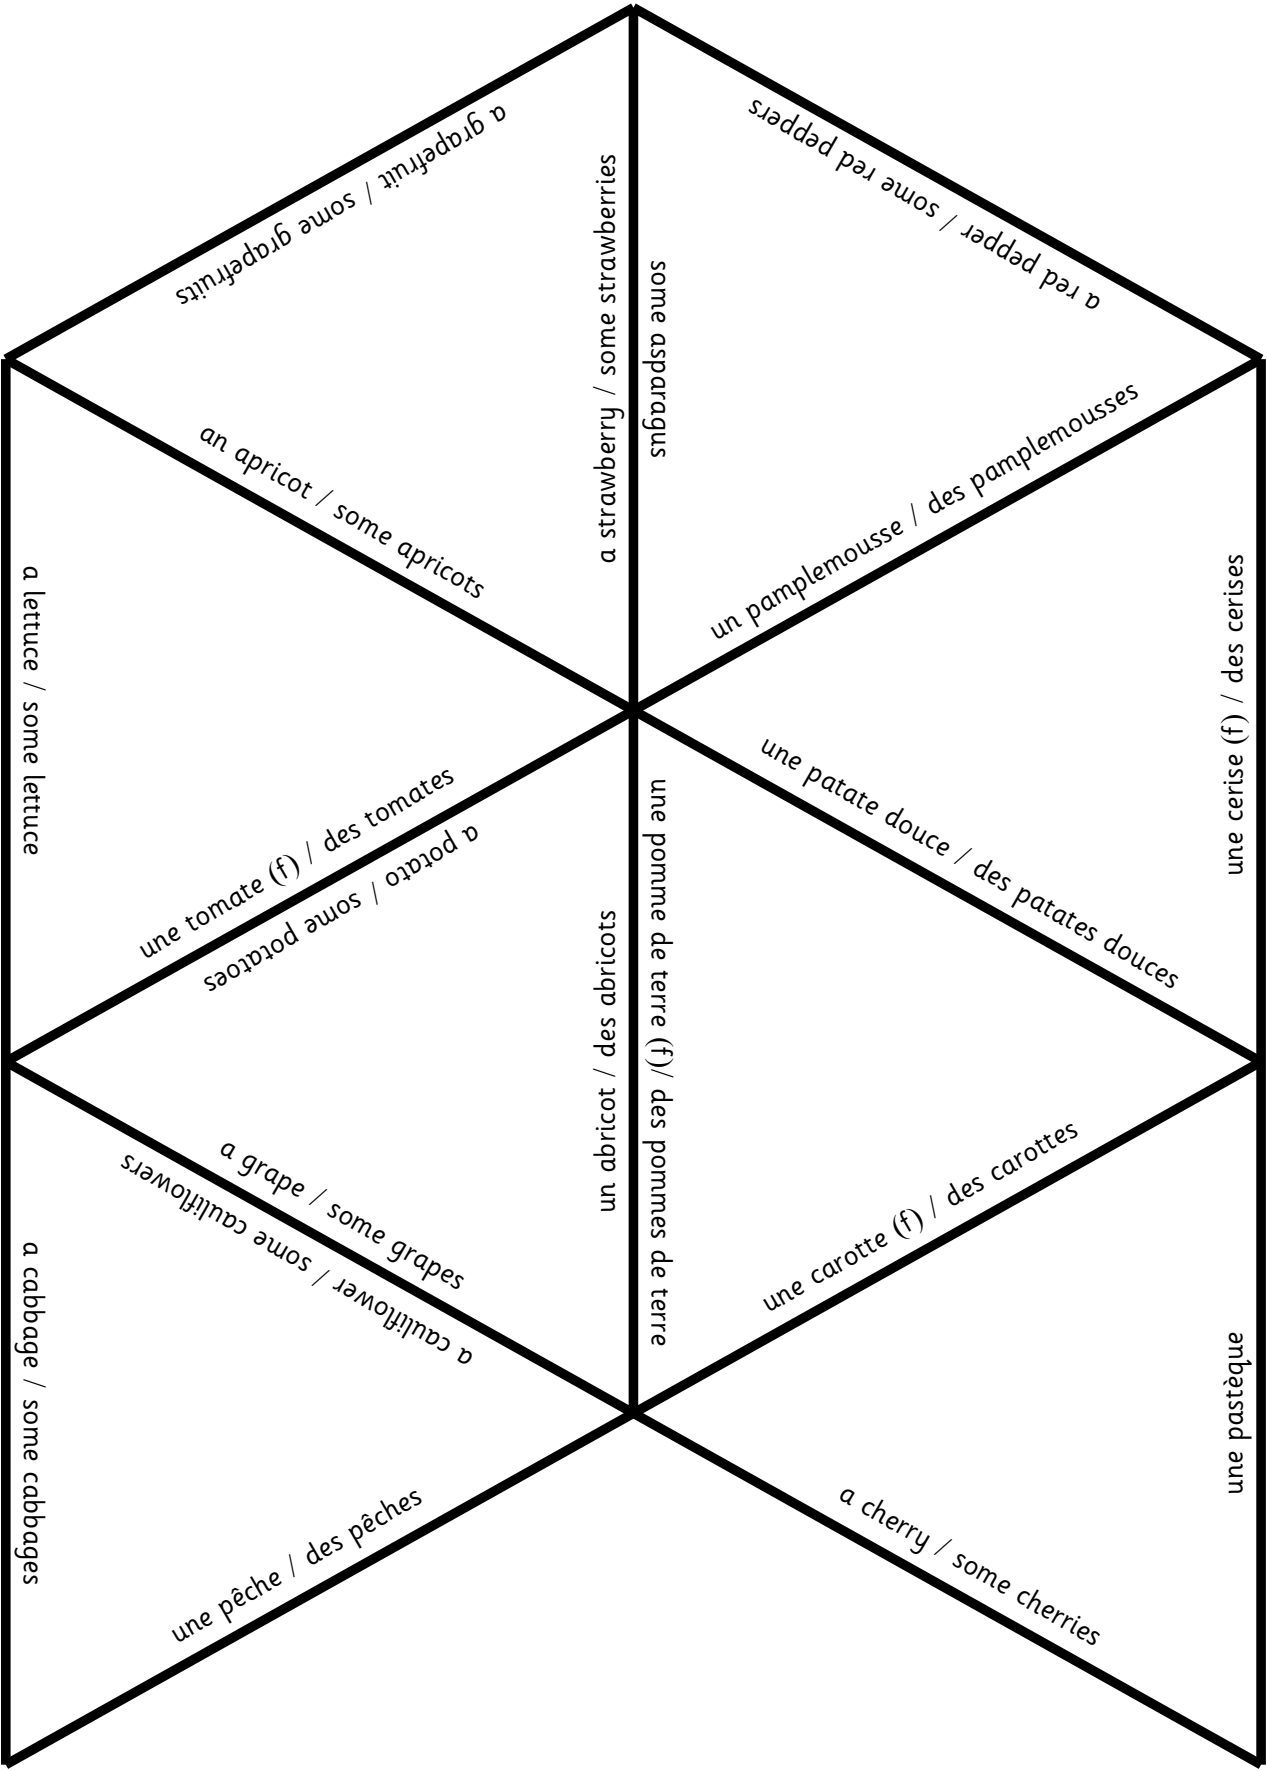 a grapefruit / some grapefruits
a strawberry / some strawberries
an apricot / some apricots
a red pepper / some red peppers
some asparagus
un pamplemousse / des pamplemousses
a lettuce / some lettuce
une tomate (f) / des tomates
une cerise (f) / des cerises
une patate douce / des patates douces
a potato / some potatoes
un abricot / des abricots
a grape / some grapes
une pomme de terre (f)/ des pommes de terre
une carotte (f) / des carottes
a cauliflower / some cauliflowers
a cabbage / some cabbages
une pêche / des pêches
une pastèque
a cherry / some cherries